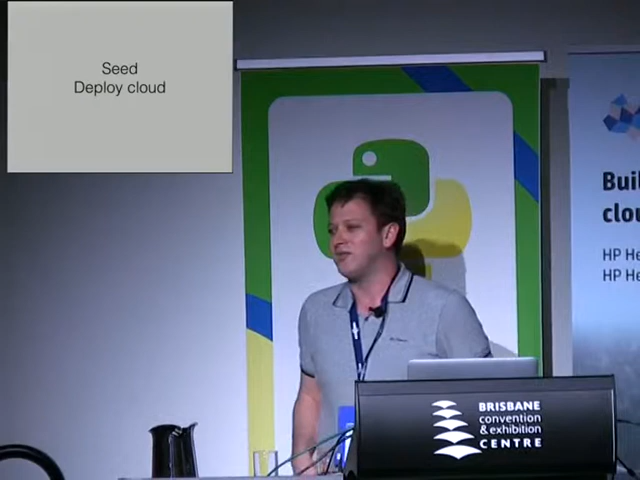 Seed
Deploy cloud
Buil
clou
HP He
HP He
BRISBANE
convention
& exhibition
CENTRE